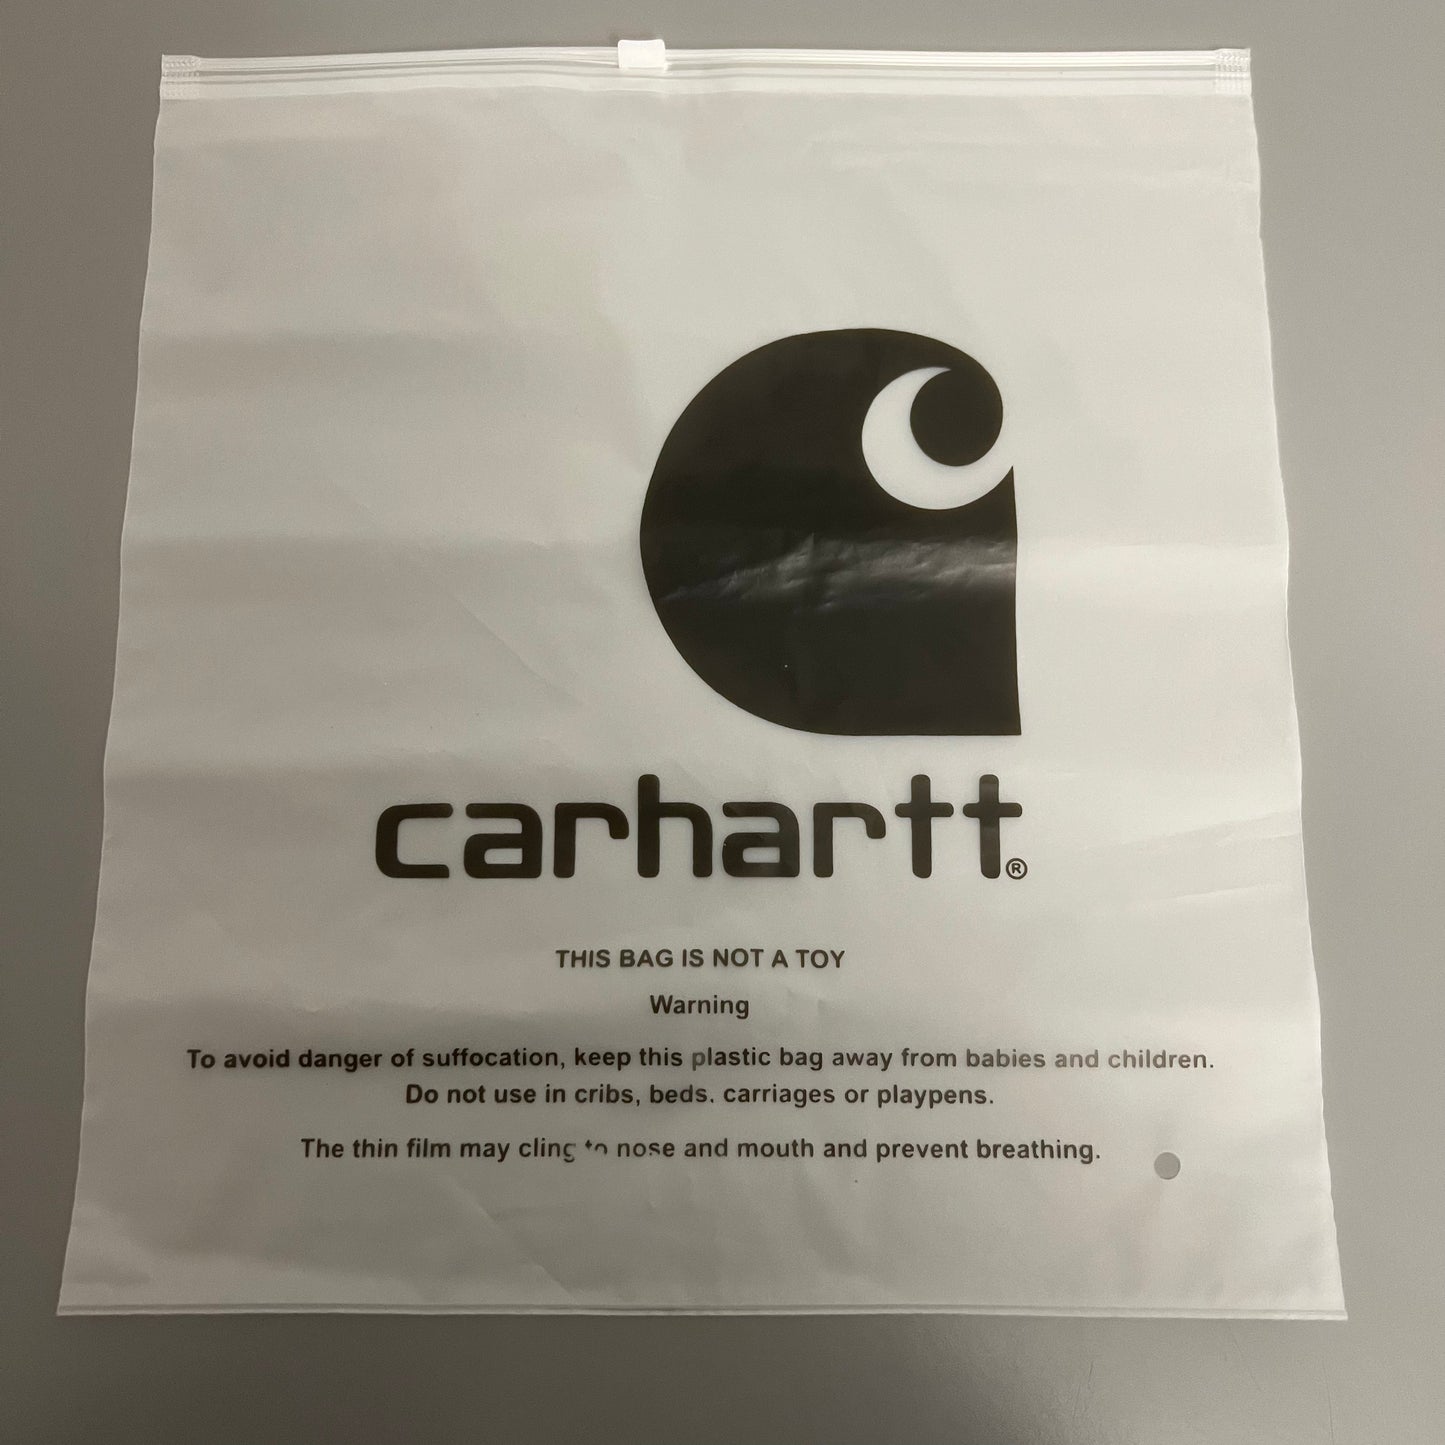 carhartt®
THIS BAG IS NOT A TOY
Warning
To avoid danger of suffocation, keep this plastic bag away from babies and children.
Do not use in cribs, beds. carriages or playpens.
The thin film may cling to nose and mouth and prevent breathing.